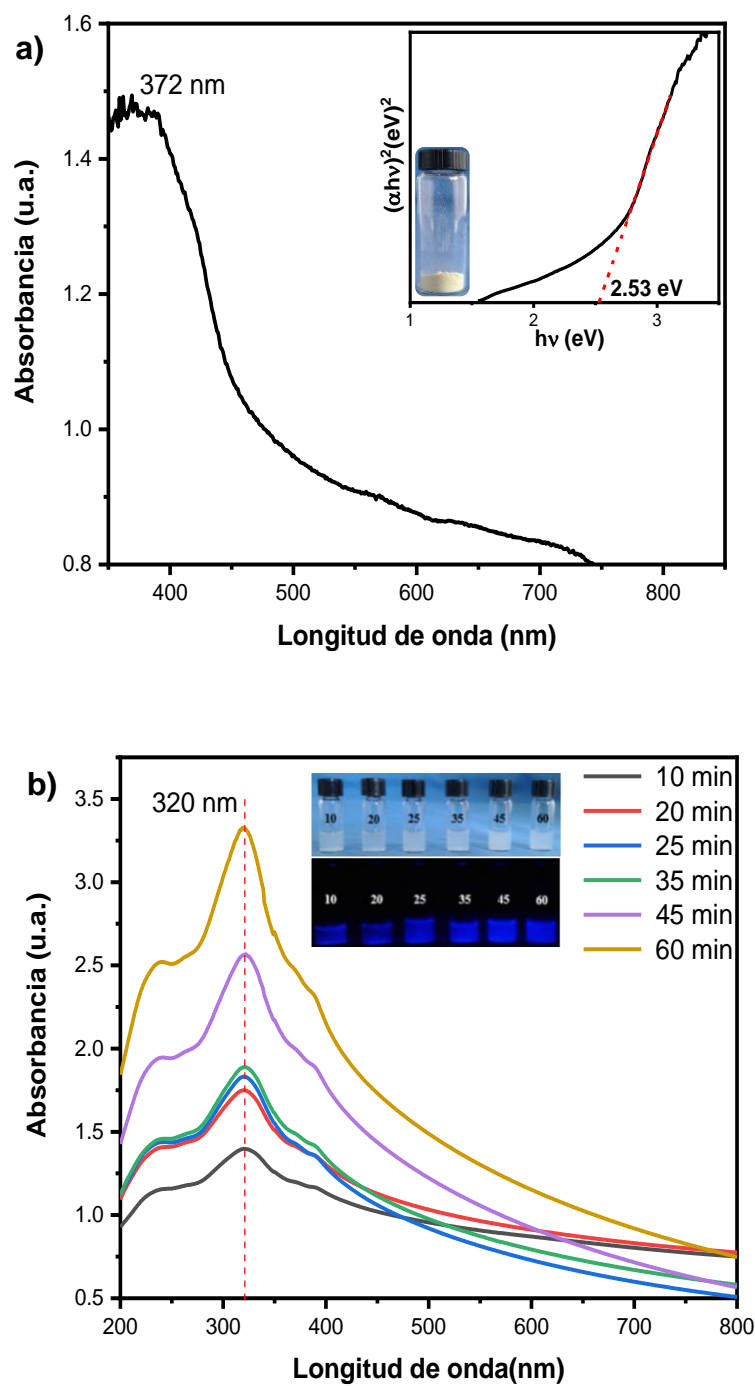 a)
372 nm
Absorbancia (u.a.)
1.6
1.4
1.2
1.0
0.8
400 500 600 700 800
Longitud de onda (nm)
(αhν)²(eV)²
2.53 eV
1 2 3
hν (eV)
b)
320 nm
Absorbancia (u.a.)
3.5
3.0
2.5
2.0
1.5
1.0
0.5
200 300 400 500 600 700 800
Longitud de onda(nm)
10 20 25 35 45 60
10 20 25 35 45 60
10 min
20 min
25 min
35 min
45 min
60 min